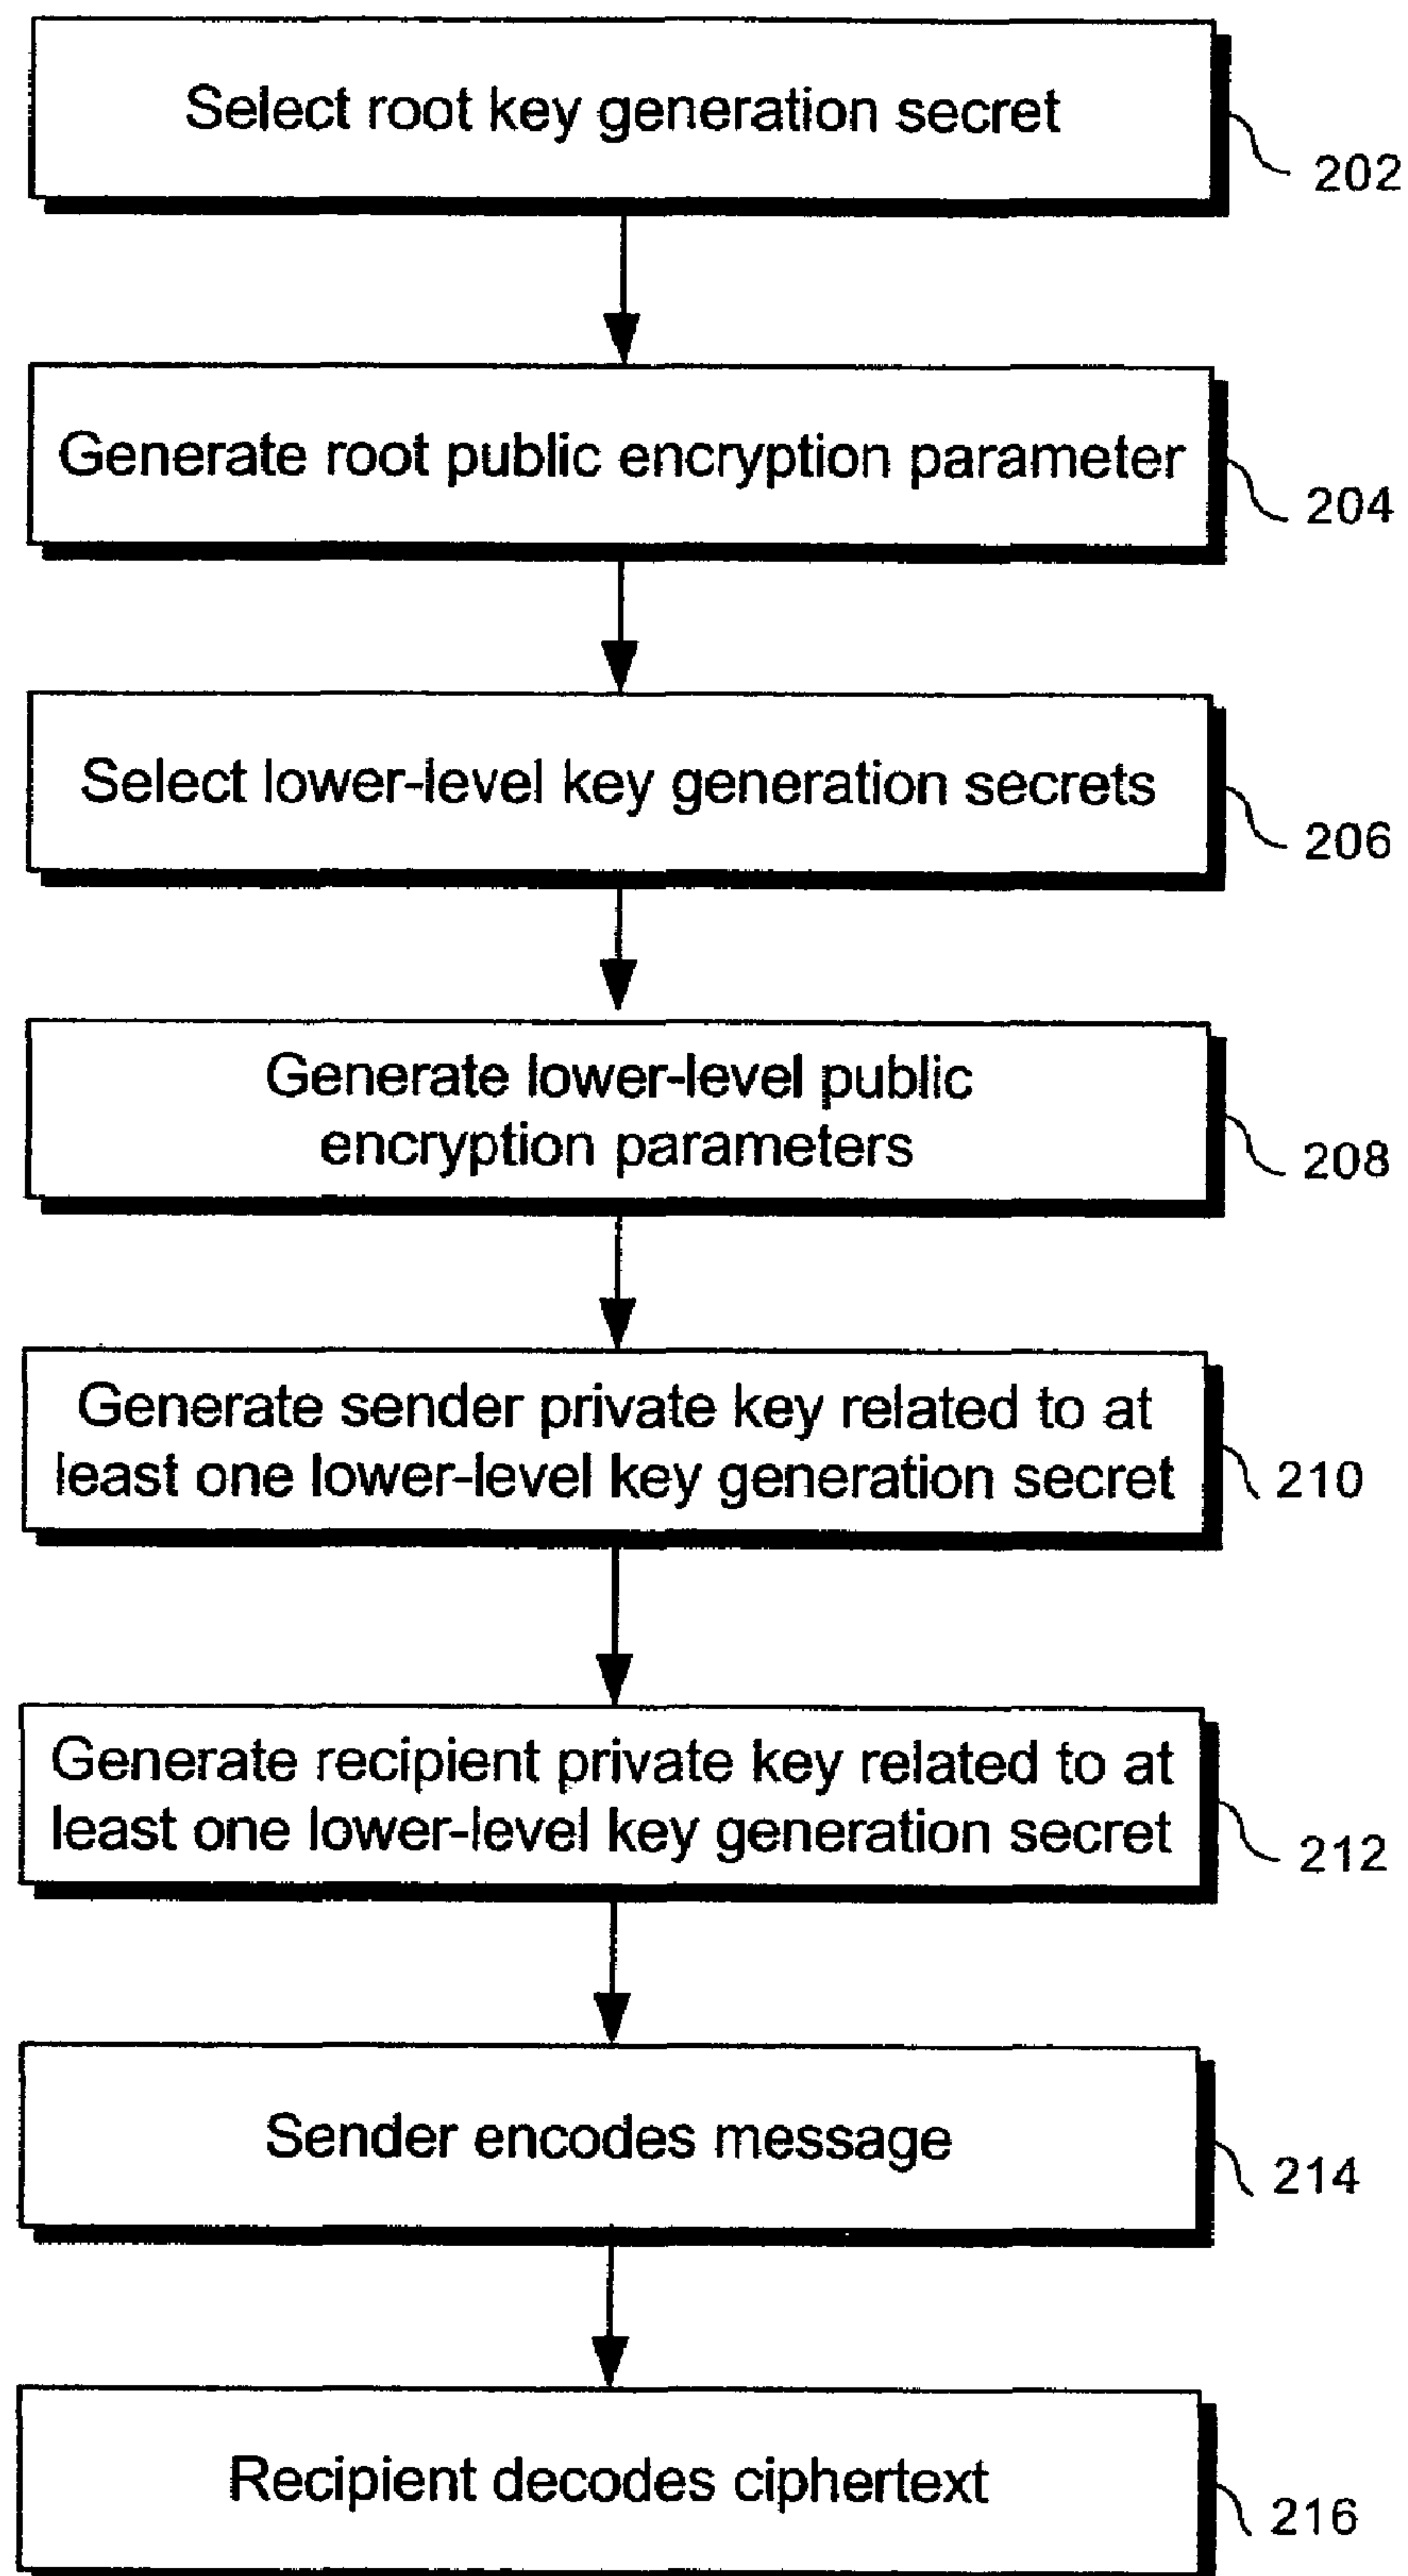 Select root key generation secret
202
Generate root public encryption parameter
204
Select lower-level key generation secrets
206
Generate lower-level public
encryption parameters
208
Generate sender private key related to at
least one lower-level key generation secret
210
Generate recipient private key related to at
least one lower-level key generation secret
212
Sender encodes message
214
Recipient decodes ciphertext
216